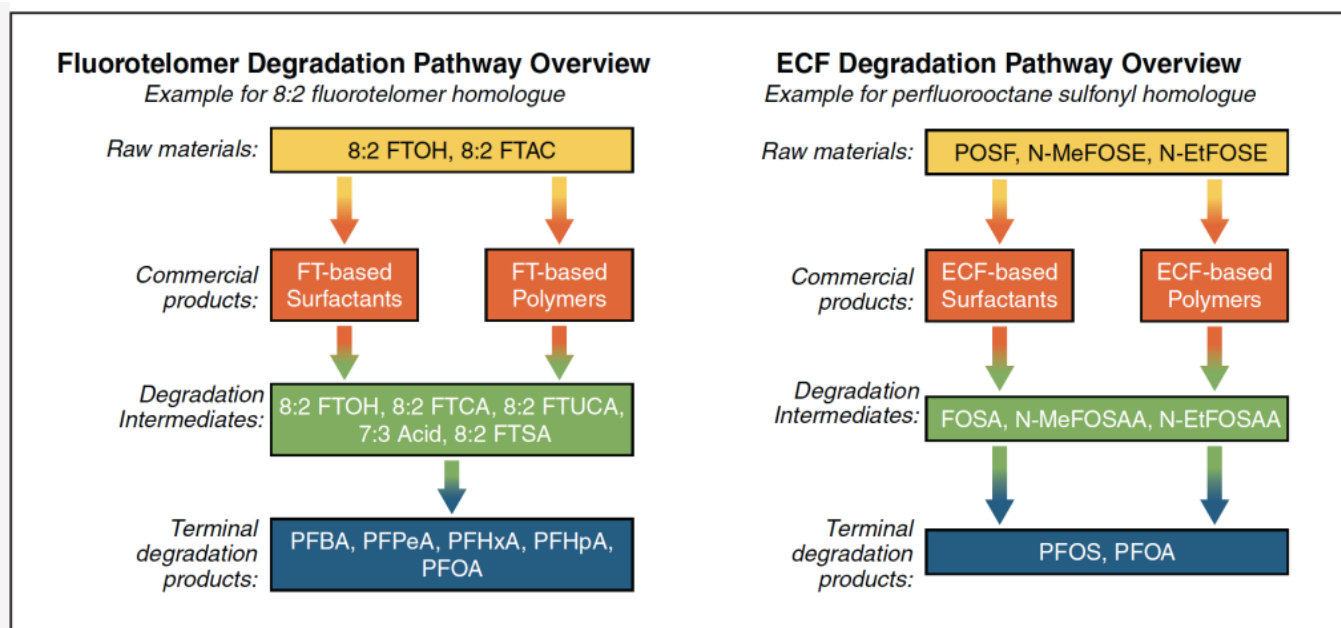 Fluorotelomer Degradation Pathway Overview
Example for 8:2 fluorotelomer homologue
Raw materials:
8:2 FTOH, 8:2 FTAC
Commercial
products:
FT-based
Surfactants
FT-based
Polymers
Degradation
Intermediates:
8:2 FTOH, 8:2 FTCA, 8:2 FTUCA,
7:3 Acid, 8:2 FTSA
Terminal
degradation
products:
PFBA, PFPeA, PFHxA, PFHpA,
PFOA
ECF Degradation Pathway Overview
Example for perfluorooctane sulfonyl homologue
Raw materials:
POSF, N-MeFOSE, N-EtFOSE
Commercial
products:
ECF-based
Surfactants
ECF-based
Polymers
Degradation
Intermediates:
FOSA, N-MeFOSAA, N-EtFOSAA
Terminal
degradation
products:
PFOS, PFOA